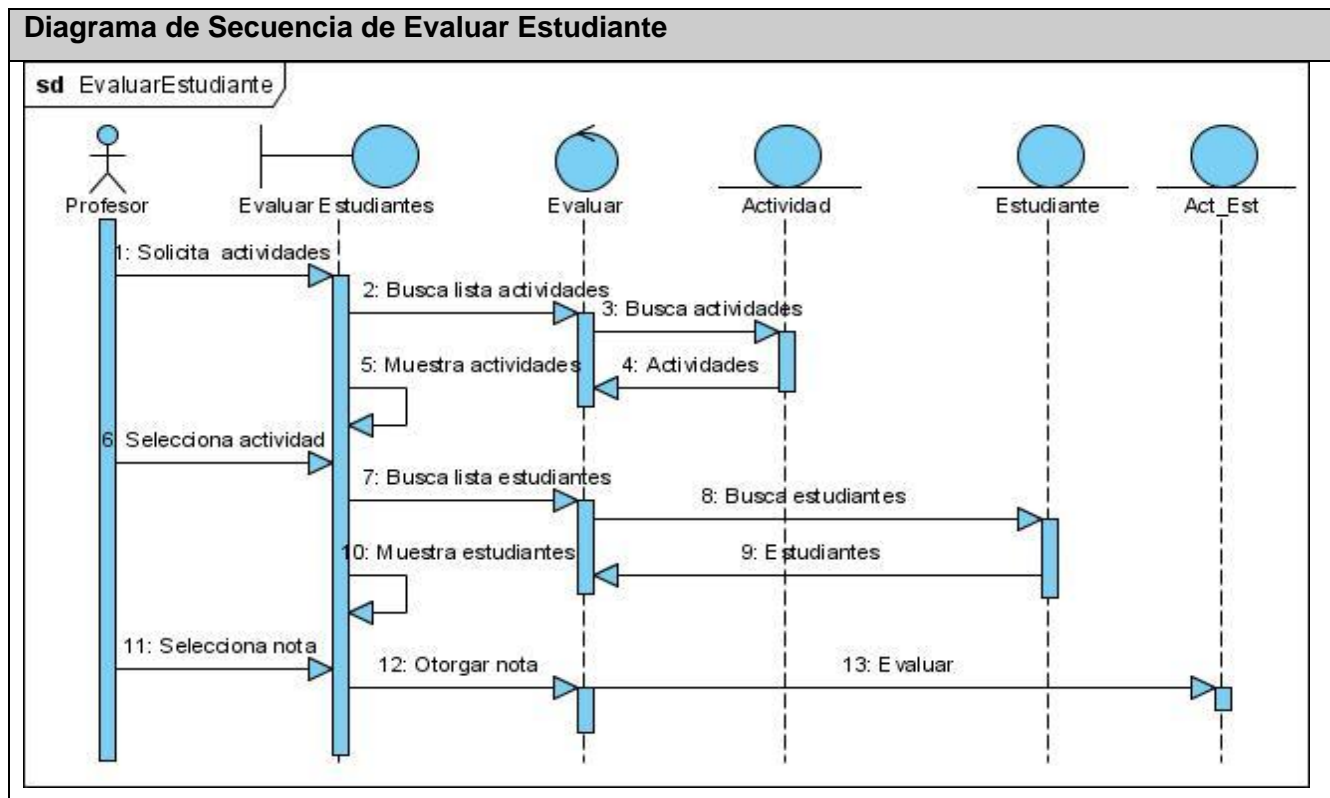 Diagrama de Secuencia de Evaluar Estudiante
sd EvaluarEstudiante
Profesor
Evaluar Estudiantes
Evaluar
Actividad
Estudiante
Act_Est
1: Solicita actividades
2: Busca lista actividades
3: Busca actividades
4: Actividades
5: Muestra actividades
6: Selecciona actividad
7: Busca lista estudiantes
8: Busca estudiantes
9: Estudiantes
10: Muestra estudiantes
11: Selecciona nota
12: Otorgar nota
13: Evaluar